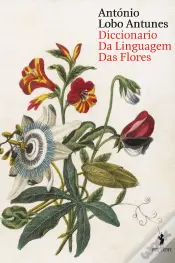 António
Lobo Antunes
Diccionario
Da Linguagem
Das Flores